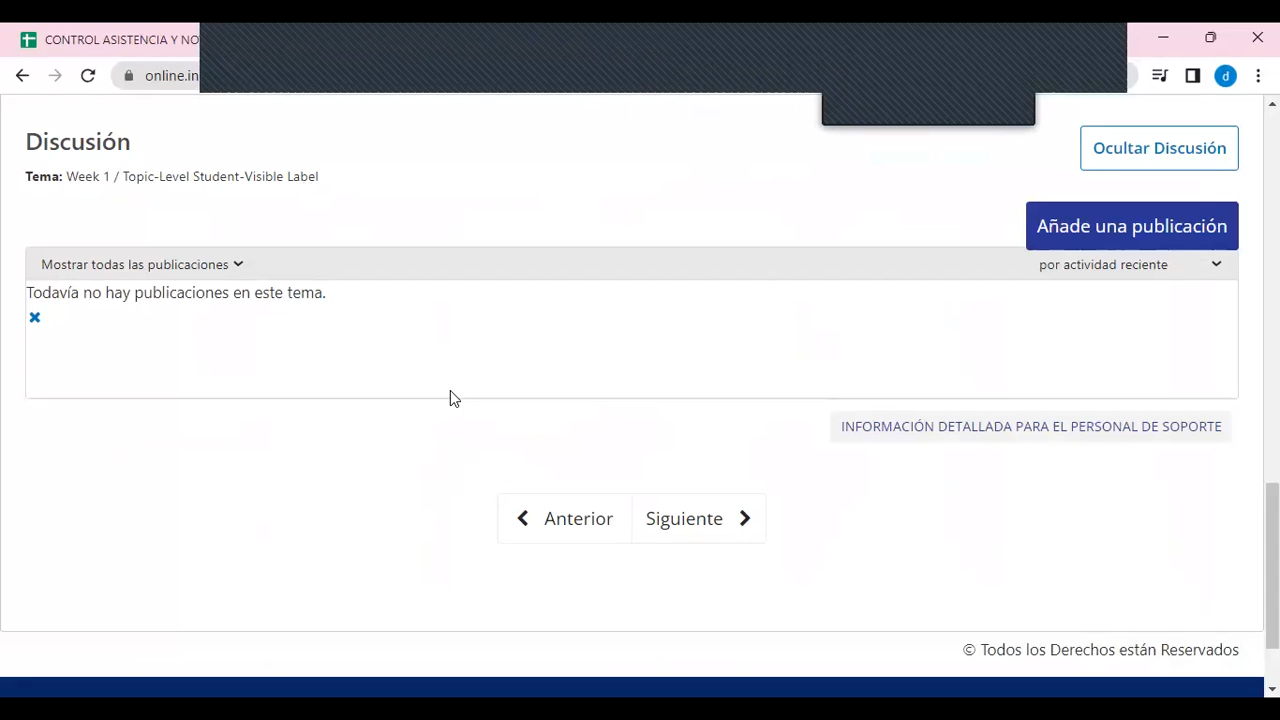 CONTROL ASISTENCIA Y NO
online.in
Discusión
Ocultar Discusión
Tema: Week 1 / Topic-Level Student-Visible Label
Añade una publicación
Mostrar todas las publicaciones
por actividad reciente
Todavía no hay publicaciones en este tema.
INFORMACIÓN DETALLADA PARA EL PERSONAL DE SOPORTE
Anterior
Siguiente
© Todos los Derechos están Reservados
d